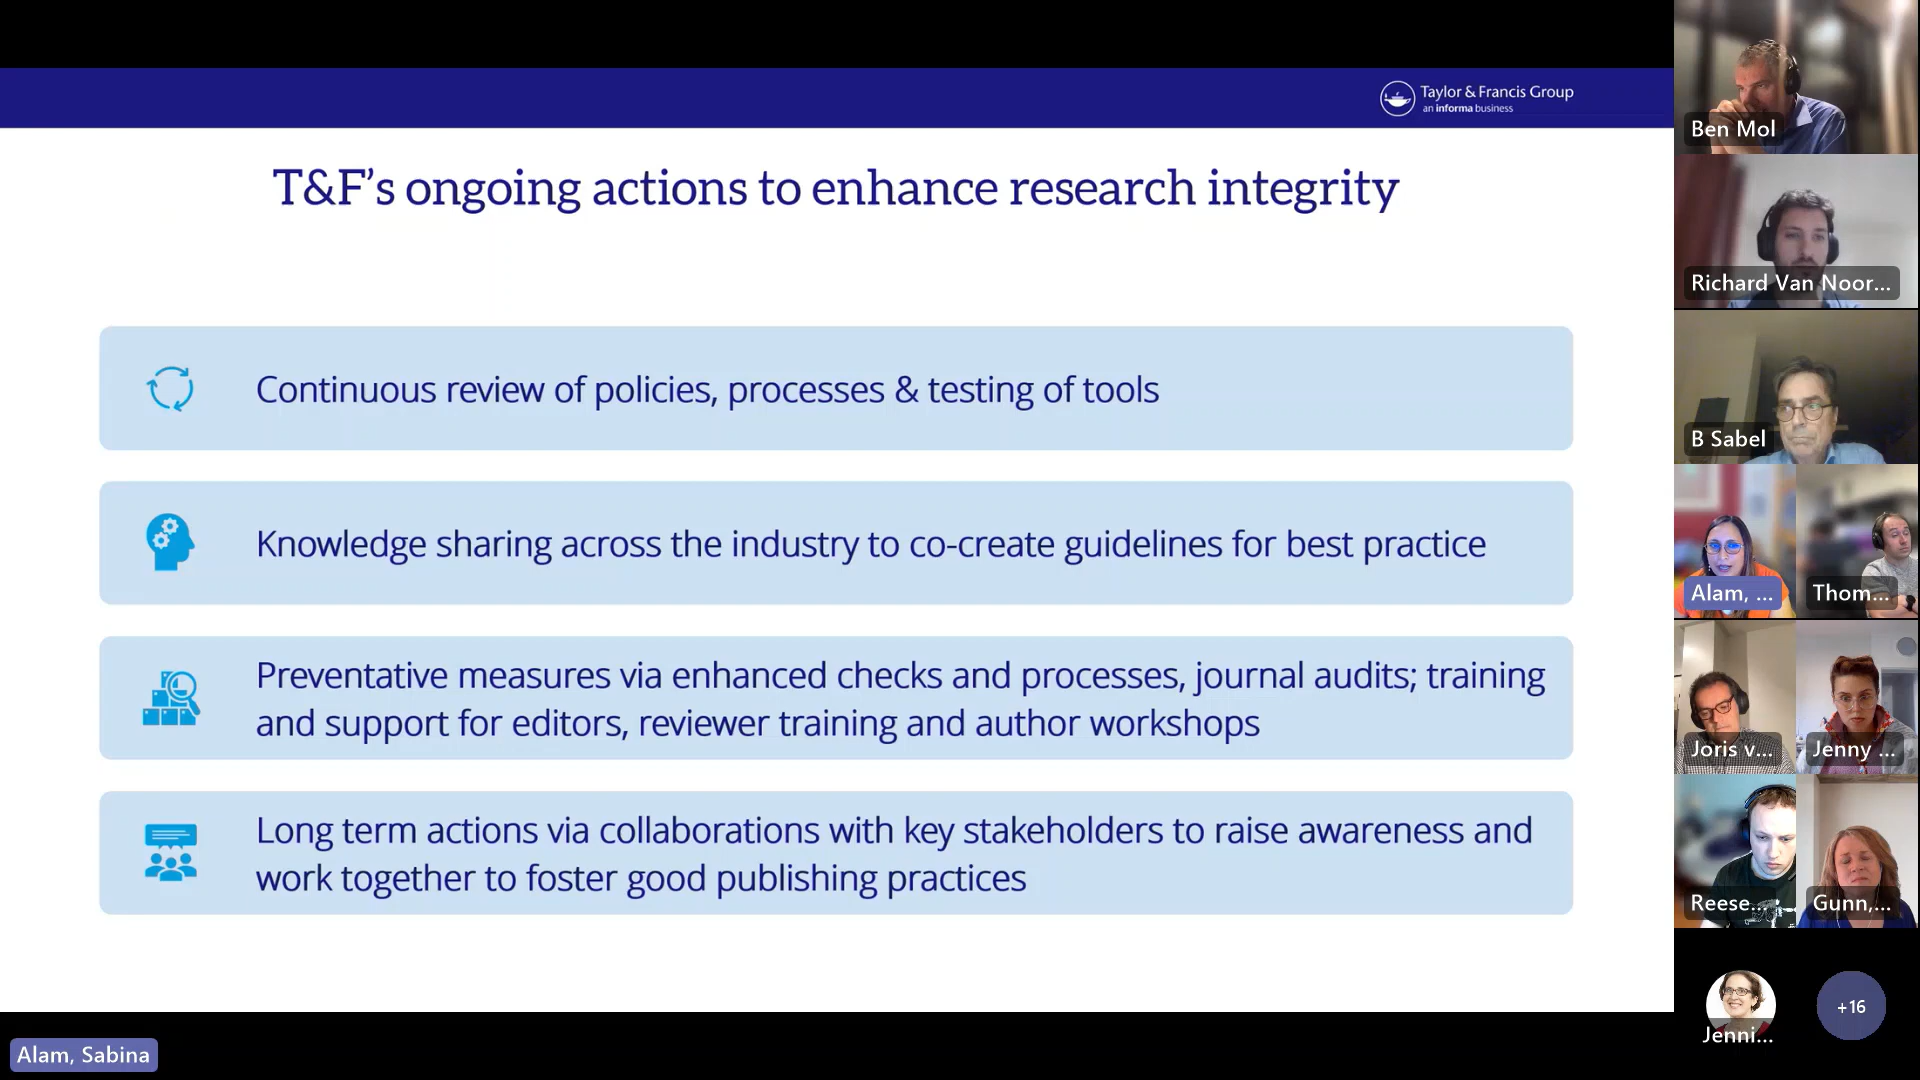 Taylor & Francis Group
an informa business
T&F's ongoing actions to enhance research integrity
Continuous review of policies, processes & testing of tools
Knowledge sharing across the industry to co-create guidelines for best practice
Preventative measures via enhanced checks and processes, journal audits; training
and support for editors, reviewer training and author workshops
Long term actions via collaborations with key stakeholders to raise awareness and
work together to foster good publishing practices
Alam, Sabina
Ben Mol
Richard Van Noor...
B Sabel
Alam, ...
Thom...
Joris v...
Jenny ...
Reese...
Gunn,...
Jenni...
+16